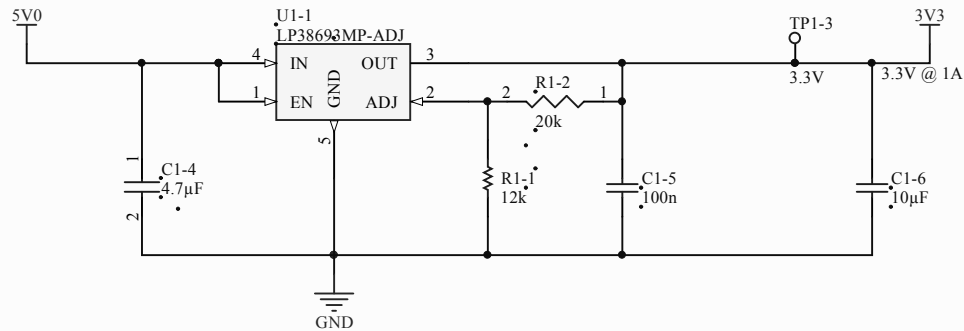 5V0
U1-1
LP38693MP-ADJ
TP1-3
3V3
4
IN
OUT
3
3.3V
3.3V @ 1A
GND
R1-2
1
EN
ADJ
2
2
1
20k
5
1
C1-4
4.7µF
2
R1-1
12k
C1-5
100n
C1-6
10µF
GND